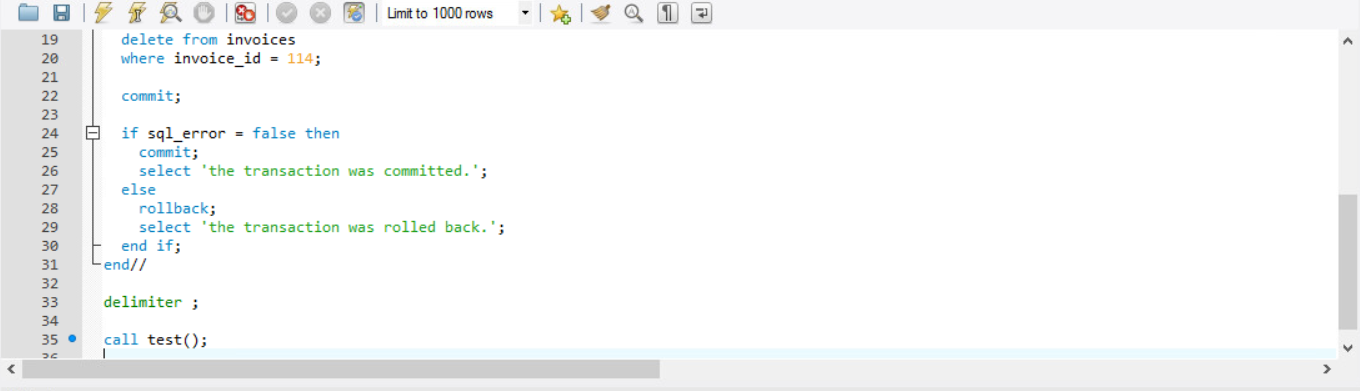 Limit to 1000 rows
19 delete from invoices
20 where invoice_id = 114;
21
22 commit;
23
24 if sql_error = false then
25 commit;
26 select 'the transaction was committed.';
27 else
28 rollback;
29 select 'the transaction was rolled back.';
30 end if;
31 end//
32
33 delimiter ;
34
35 call test();
36